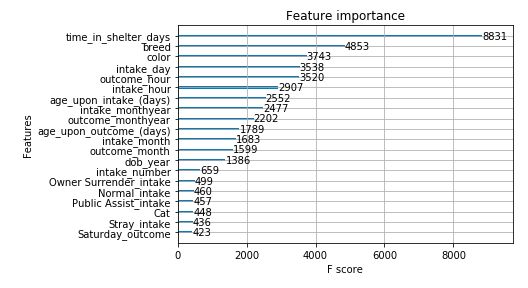 Feature importance
time_in_shelter_days 8831
breed 4853
color 3743
intake_day 3538
outcome_hour 3520
intake_hour 2907
age_upon_intake_(days) 2552
intake_monthyear 2477
outcome_monthyear 2202
age_upon_outcome_(days) 1789
intake_month 1683
outcome_month 1599
dob_year 1386
intake_number 659
Owner Surrender_intake 499
Normal_intake 460
Public Assist_intake 457
Cat 448
Stray_intake 436
Saturday_outcome 423
0 2000 4000 6000 8000
F score
Features